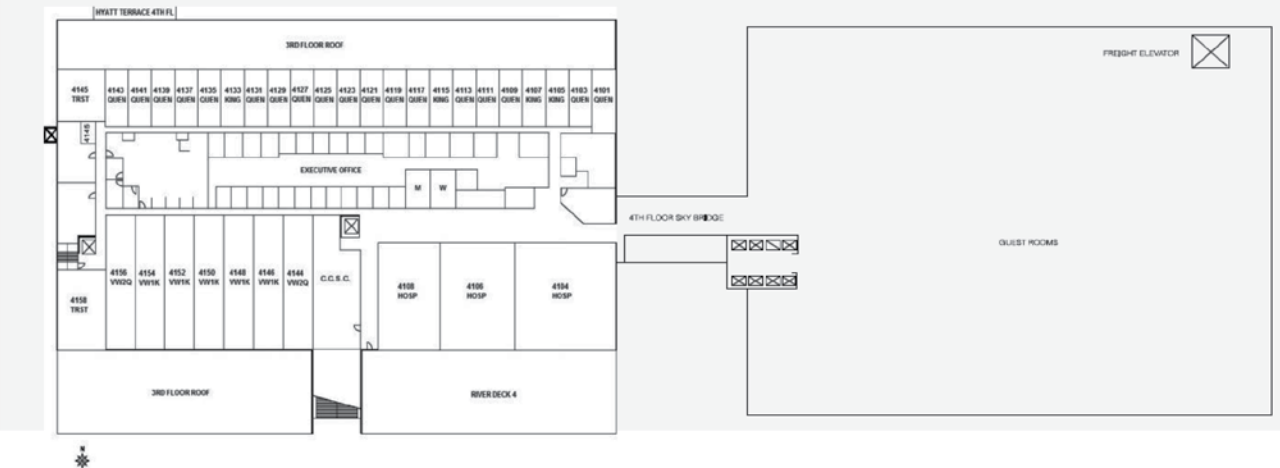 HYATT TERRACE 4TH FL
3RD FLOOR ROOF
FREIGHT ELEVATOR
4145
TRST
4143
QUEN
4141
QUEN
4139
QUEN
4137
QUEN
4135
QUEN
4133
KING
4131
QUEN
4129
QUEN
4127
QUEN
4125
QUEN
4123
QUEN
4121
QUEN
4119
QUEN
4117
QUEN
4115
KING
4113
QUEN
4111
QUEN
4109
QUEN
4107
KING
4105
KING
4103
QUEN
4101
QUEN
4145
EXECUTIVE OFFICE
M
W
4TH FLOOR SKY BRIDGE
GUEST ROOMS
4156
VW2Q
4154
VW1K
4152
VW1K
4150
VW1K
4148
VW1K
4146
VW1K
4144
VW2Q
C.C.S.C.
4108
HOSP
4106
HOSP
4104
HOSP
4158
TRST
3RD FLOOR ROOF
RIVER DECK 4
N